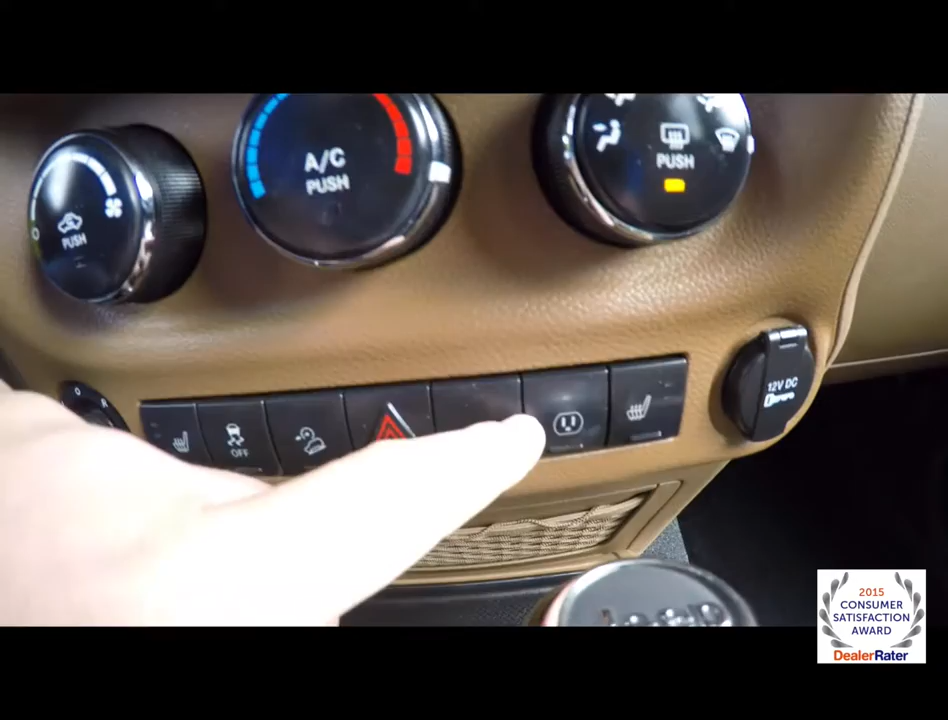 A/C
PUSH
PUSH
PUSH
O
O
R
OFF
12V DC
2015
CONSUMER
SATISFACTION
AWARD
DealerRater